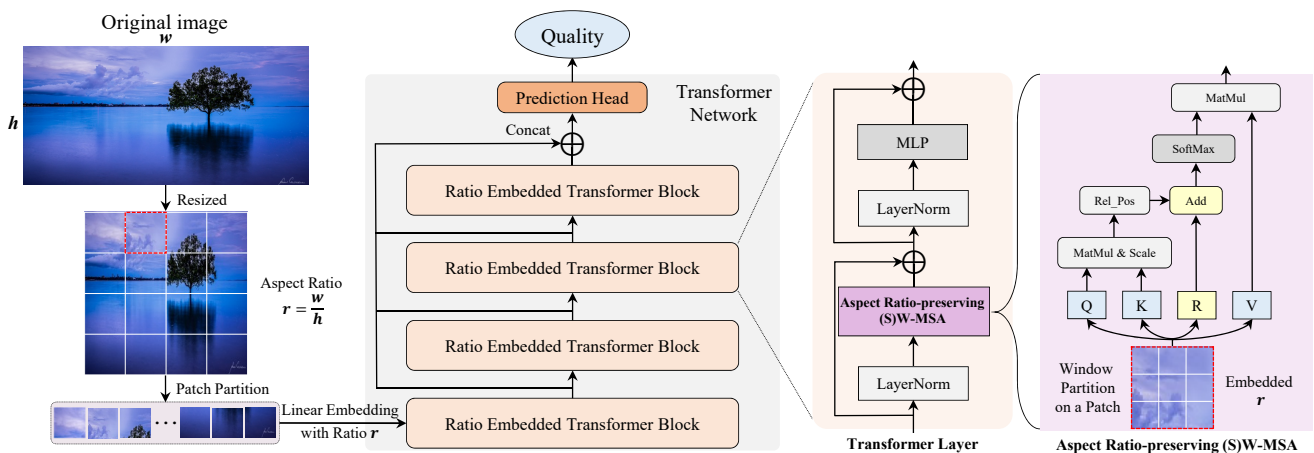 Original image
w
h
Resized
Aspect Ratio
r = w/h
Patch Partition
Linear Embedding
with Ratio r
Quality
Prediction Head
Transformer
Network
Concat
Ratio Embedded Transformer Block
Ratio Embedded Transformer Block
Ratio Embedded Transformer Block
Ratio Embedded Transformer Block
MLP
LayerNorm
Aspect Ratio-preserving
(S)W-MSA
LayerNorm
Transformer Layer
MatMul
SoftMax
Rel_Pos
Add
MatMul & Scale
Q
K
R
V
Window
Partition
on a Patch
Embedded
r
Aspect Ratio-preserving (S)W-MSA